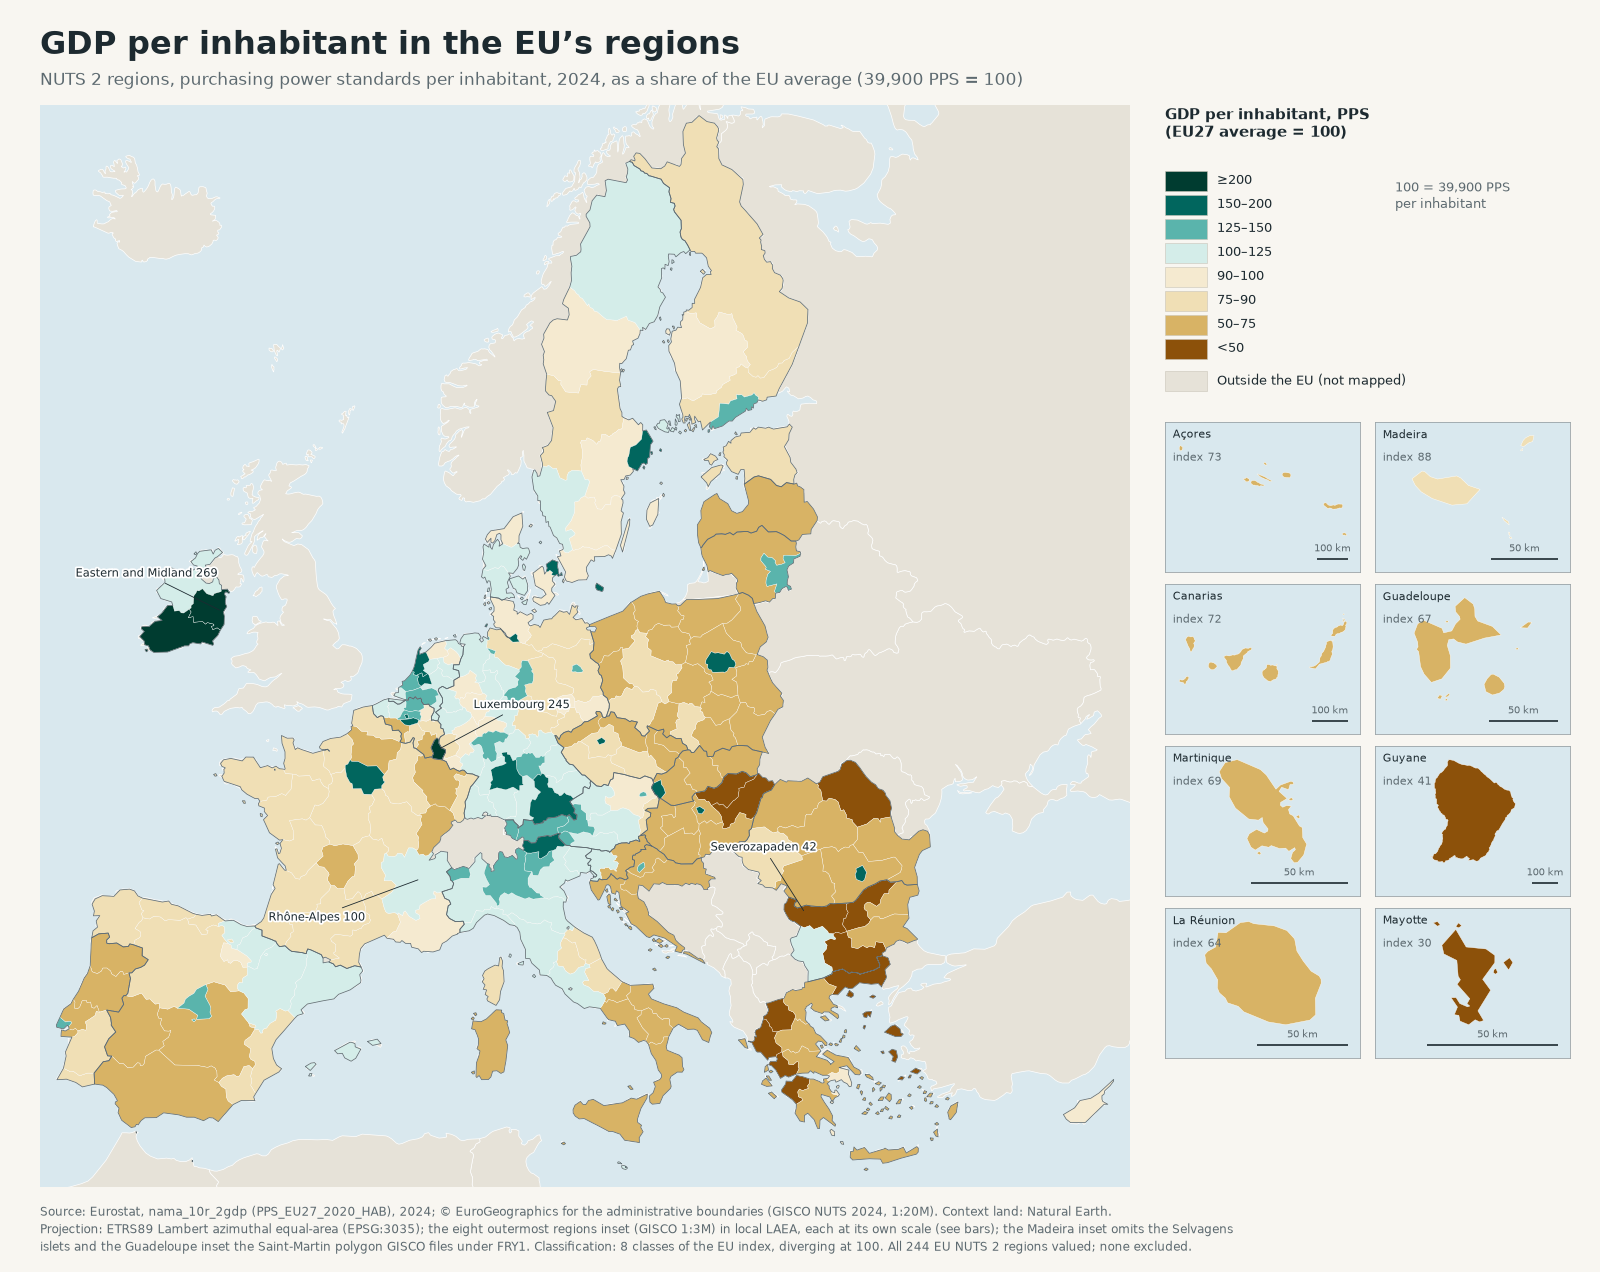 GDP per inhabitant in the EU’s regions
NUTS 2 regions, purchasing power standards per inhabitant, 2024, as a share of the EU average (39,900 PPS = 100)
GDP per inhabitant, PPS
(EU27 average = 100)
≥200
150–200
125–150
100–125
90–100
75–90
50–75
<50
Outside the EU (not mapped)
100 = 39,900 PPS
per inhabitant
Eastern and Midland 269
Luxembourg 245
Severozapaden 42
Rhône-Alpes 100
Açores
index 73
100 km
Madeira
index 88
50 km
Canarias
index 72
100 km
Guadeloupe
index 67
50 km
Martinique
index 69
50 km
Guyane
index 41
100 km
La Réunion
index 64
50 km
Mayotte
index 30
50 km
Source: Eurostat, nama_10r_2gdp (PPS_EU27_2020_HAB), 2024; © EuroGeographics for the administrative boundaries (GISCO NUTS 2024, 1:20M). Context land: Natural Earth.
Projection: ETRS89 Lambert azimuthal equal-area (EPSG:3035); the eight outermost regions inset (GISCO 1:3M) in local LAEA, each at its own scale (see bars); the Madeira inset omits the Selvagens
islets and the Guadeloupe inset the Saint-Martin polygon GISCO files under FRY1. Classification: 8 classes of the EU index, diverging at 100. All 244 EU NUTS 2 regions valued; none excluded.